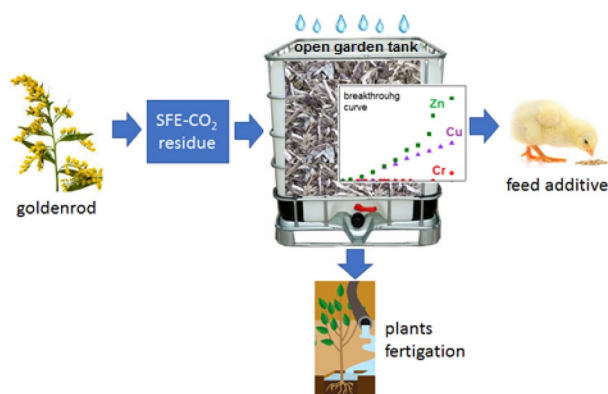 open garden tank
breakthrouhg
curve
Zn
Cu
Cr
SFE-CO₂
residue
goldenrod
feed additive
plants
fertigation